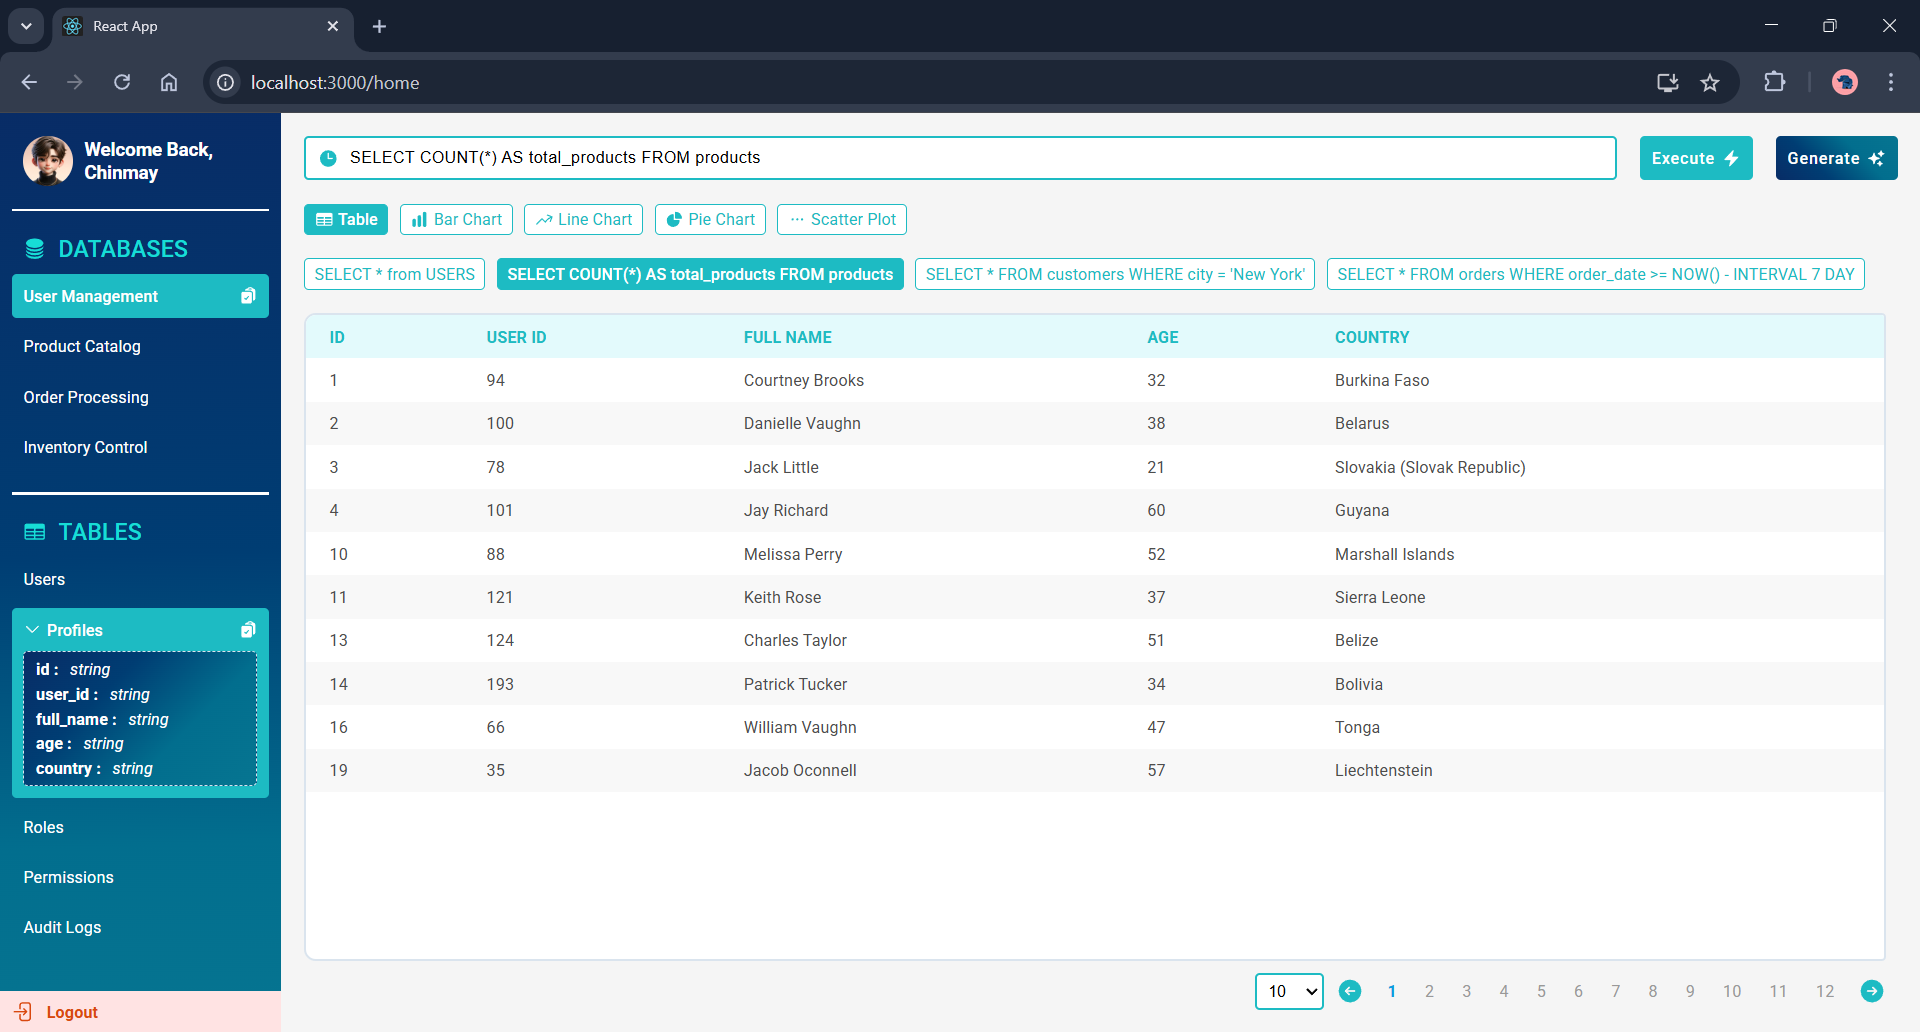 React App
localhost:3000/home
Welcome Back,
Chinmay
DATABASES
User Management
Product Catalog
Order Processing
Inventory Control
TABLES
Users
Profiles
id : string
user_id : string
full_name : string
age : string
country : string
Roles
Permissions
Audit Logs
Logout
SELECT COUNT(*) AS total_products FROM products
Execute
Generate
Table Bar Chart Line Chart Pie Chart Scatter Plot
SELECT * from USERS SELECT COUNT(*) AS total_products FROM products SELECT * FROM customers WHERE city = 'New York' SELECT * FROM orders WHERE order_date >= NOW() - INTERVAL 7 DAY
ID USER ID FULL NAME AGE COUNTRY
1 94 Courtney Brooks 32 Burkina Faso
2 100 Danielle Vaughn 38 Belarus
3 78 Jack Little 21 Slovakia (Slovak Republic)
4 101 Jay Richard 60 Guyana
10 88 Melissa Perry 52 Marshall Islands
11 121 Keith Rose 37 Sierra Leone
13 124 Charles Taylor 51 Belize
14 193 Patrick Tucker 34 Bolivia
16 66 William Vaughn 47 Tonga
19 35 Jacob Oconnell 57 Liechtenstein
10 1 2 3 4 5 6 7 8 9 10 11 12